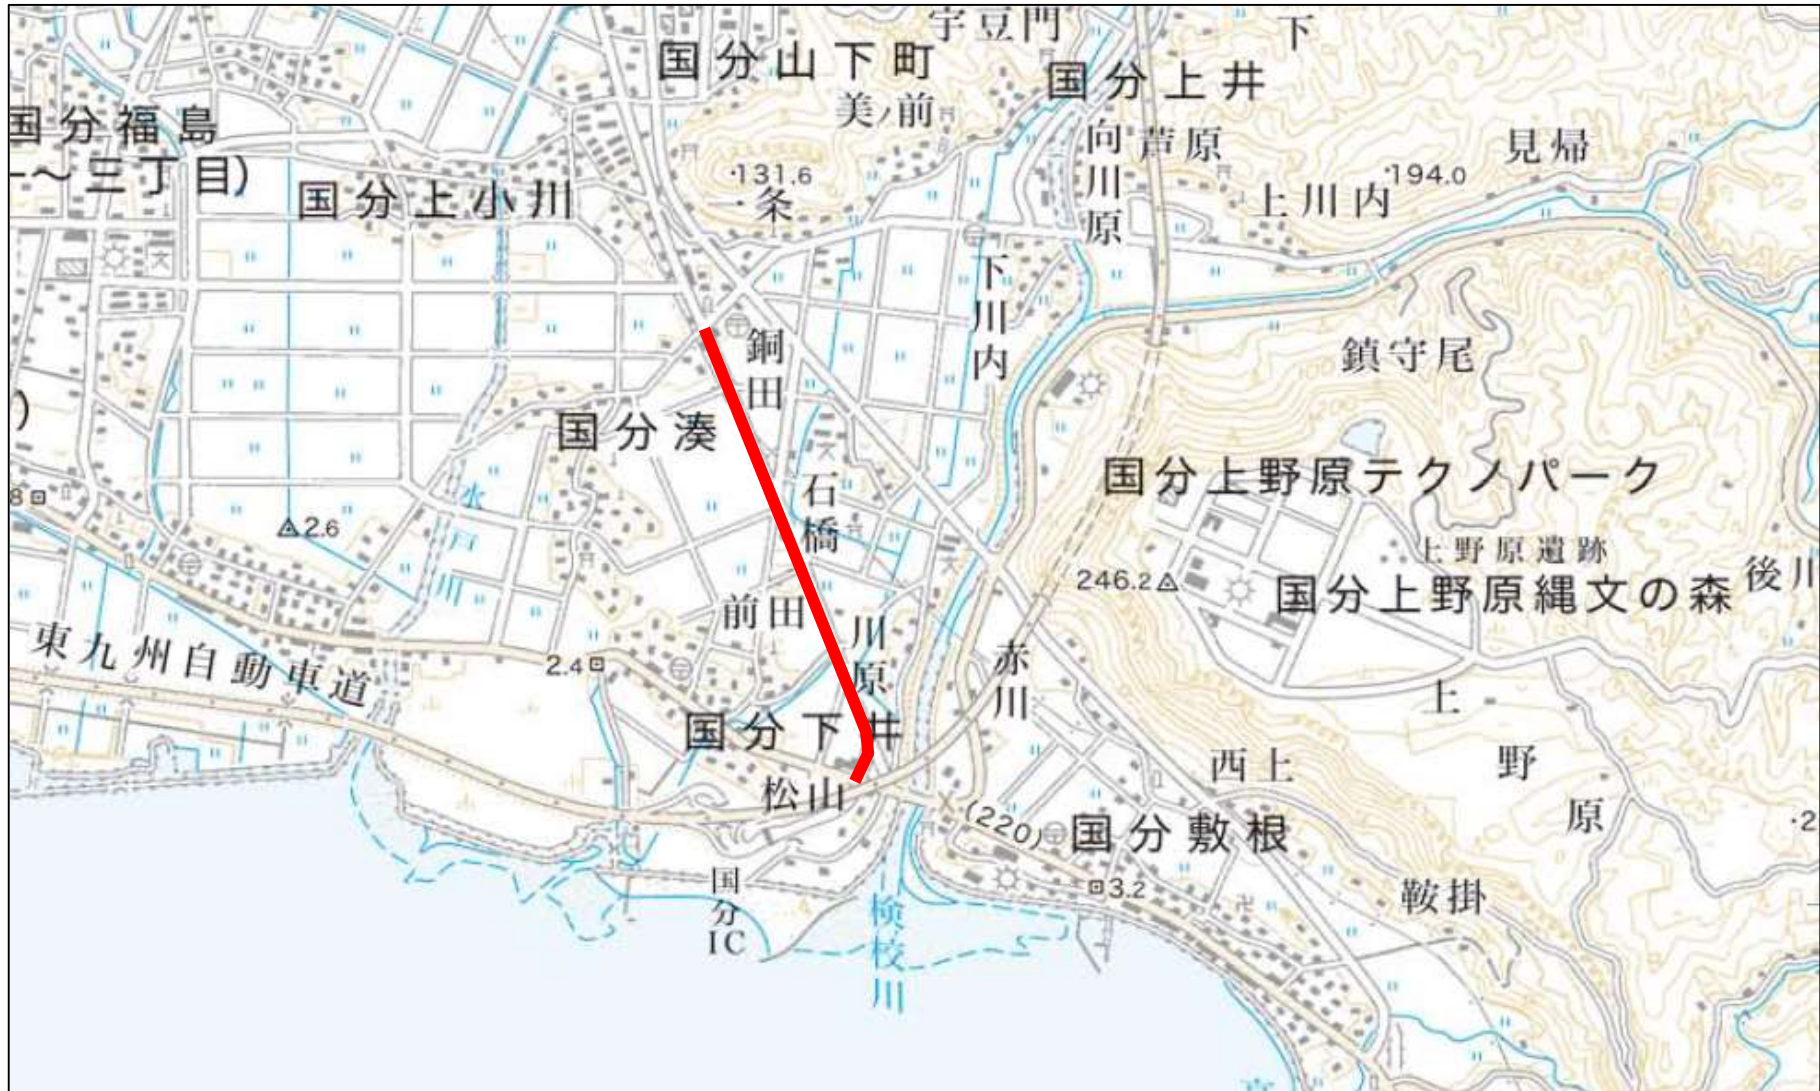 宇豆門
下
国分山下町
国分上井
美ノ前
国分福島
一～三丁目)
向川原
芦原
見帰
・131.6
・194.0
国分上小川
一条
上川内
下川内
銅田
鎮守尾
)
国分湊
国分上野原テクノパーク
石橋
8
水戸川
2.6
上野原遺跡
246.2
国分上野原縄文の森
後川
前田
川原
東九州自動車道
2.4
赤川
上野原
国分下井
西上
松山
(220)
国分敷根
・2
国分IC
3.2
鞍掛
検校川